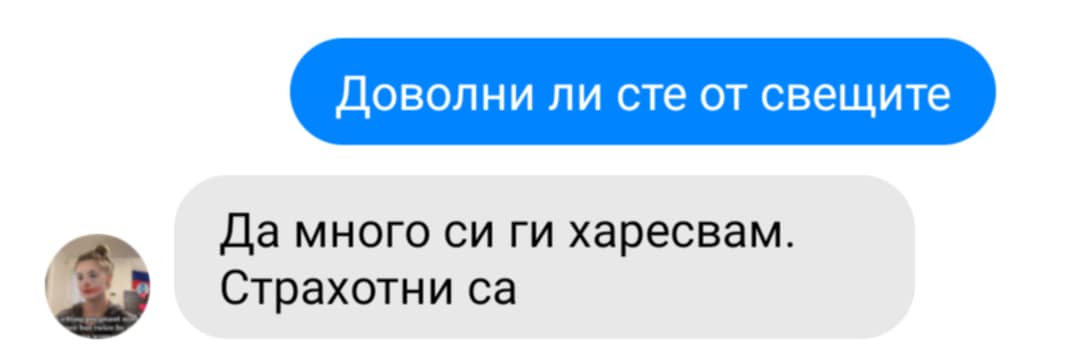 Доволни ли сте от свещите
Да много си ги харесвам.
Страхотни са